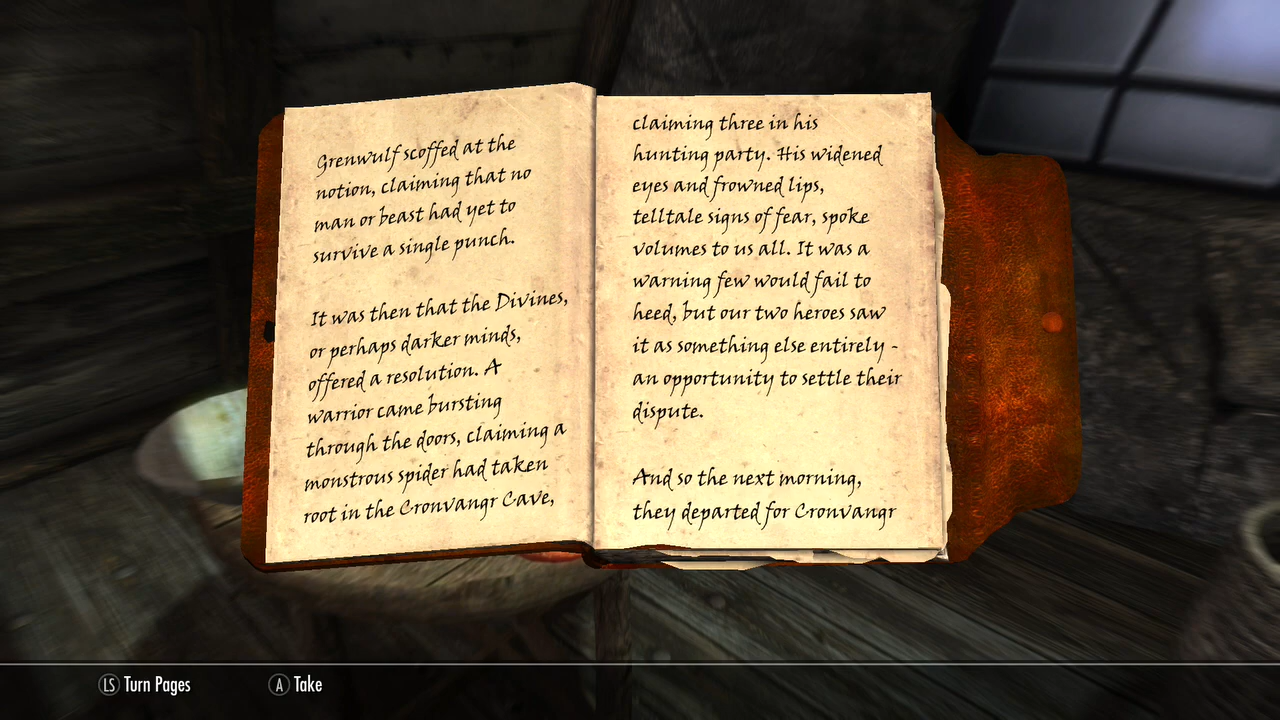 Grenwulf scoffed at the
notion, claiming that no
man or beast had yet to
survive a single punch.
It was then that the Divines,
or perhaps darker minds,
offered a resolution. A
warrior came bursting
through the doors, claiming a
monstrous spider had taken
root in the Cronvangr Cave,
claiming three in his
hunting party. His widened
eyes and frowned lips,
telltale signs of fear, spoke
volumes to us all. It was a
warning few would fail to
heed, but our two heroes saw
it as something else entirely -
an opportunity to settle their
dispute.
And so the next morning,
they departed for Cronvangr
LS Turn Pages
A Take